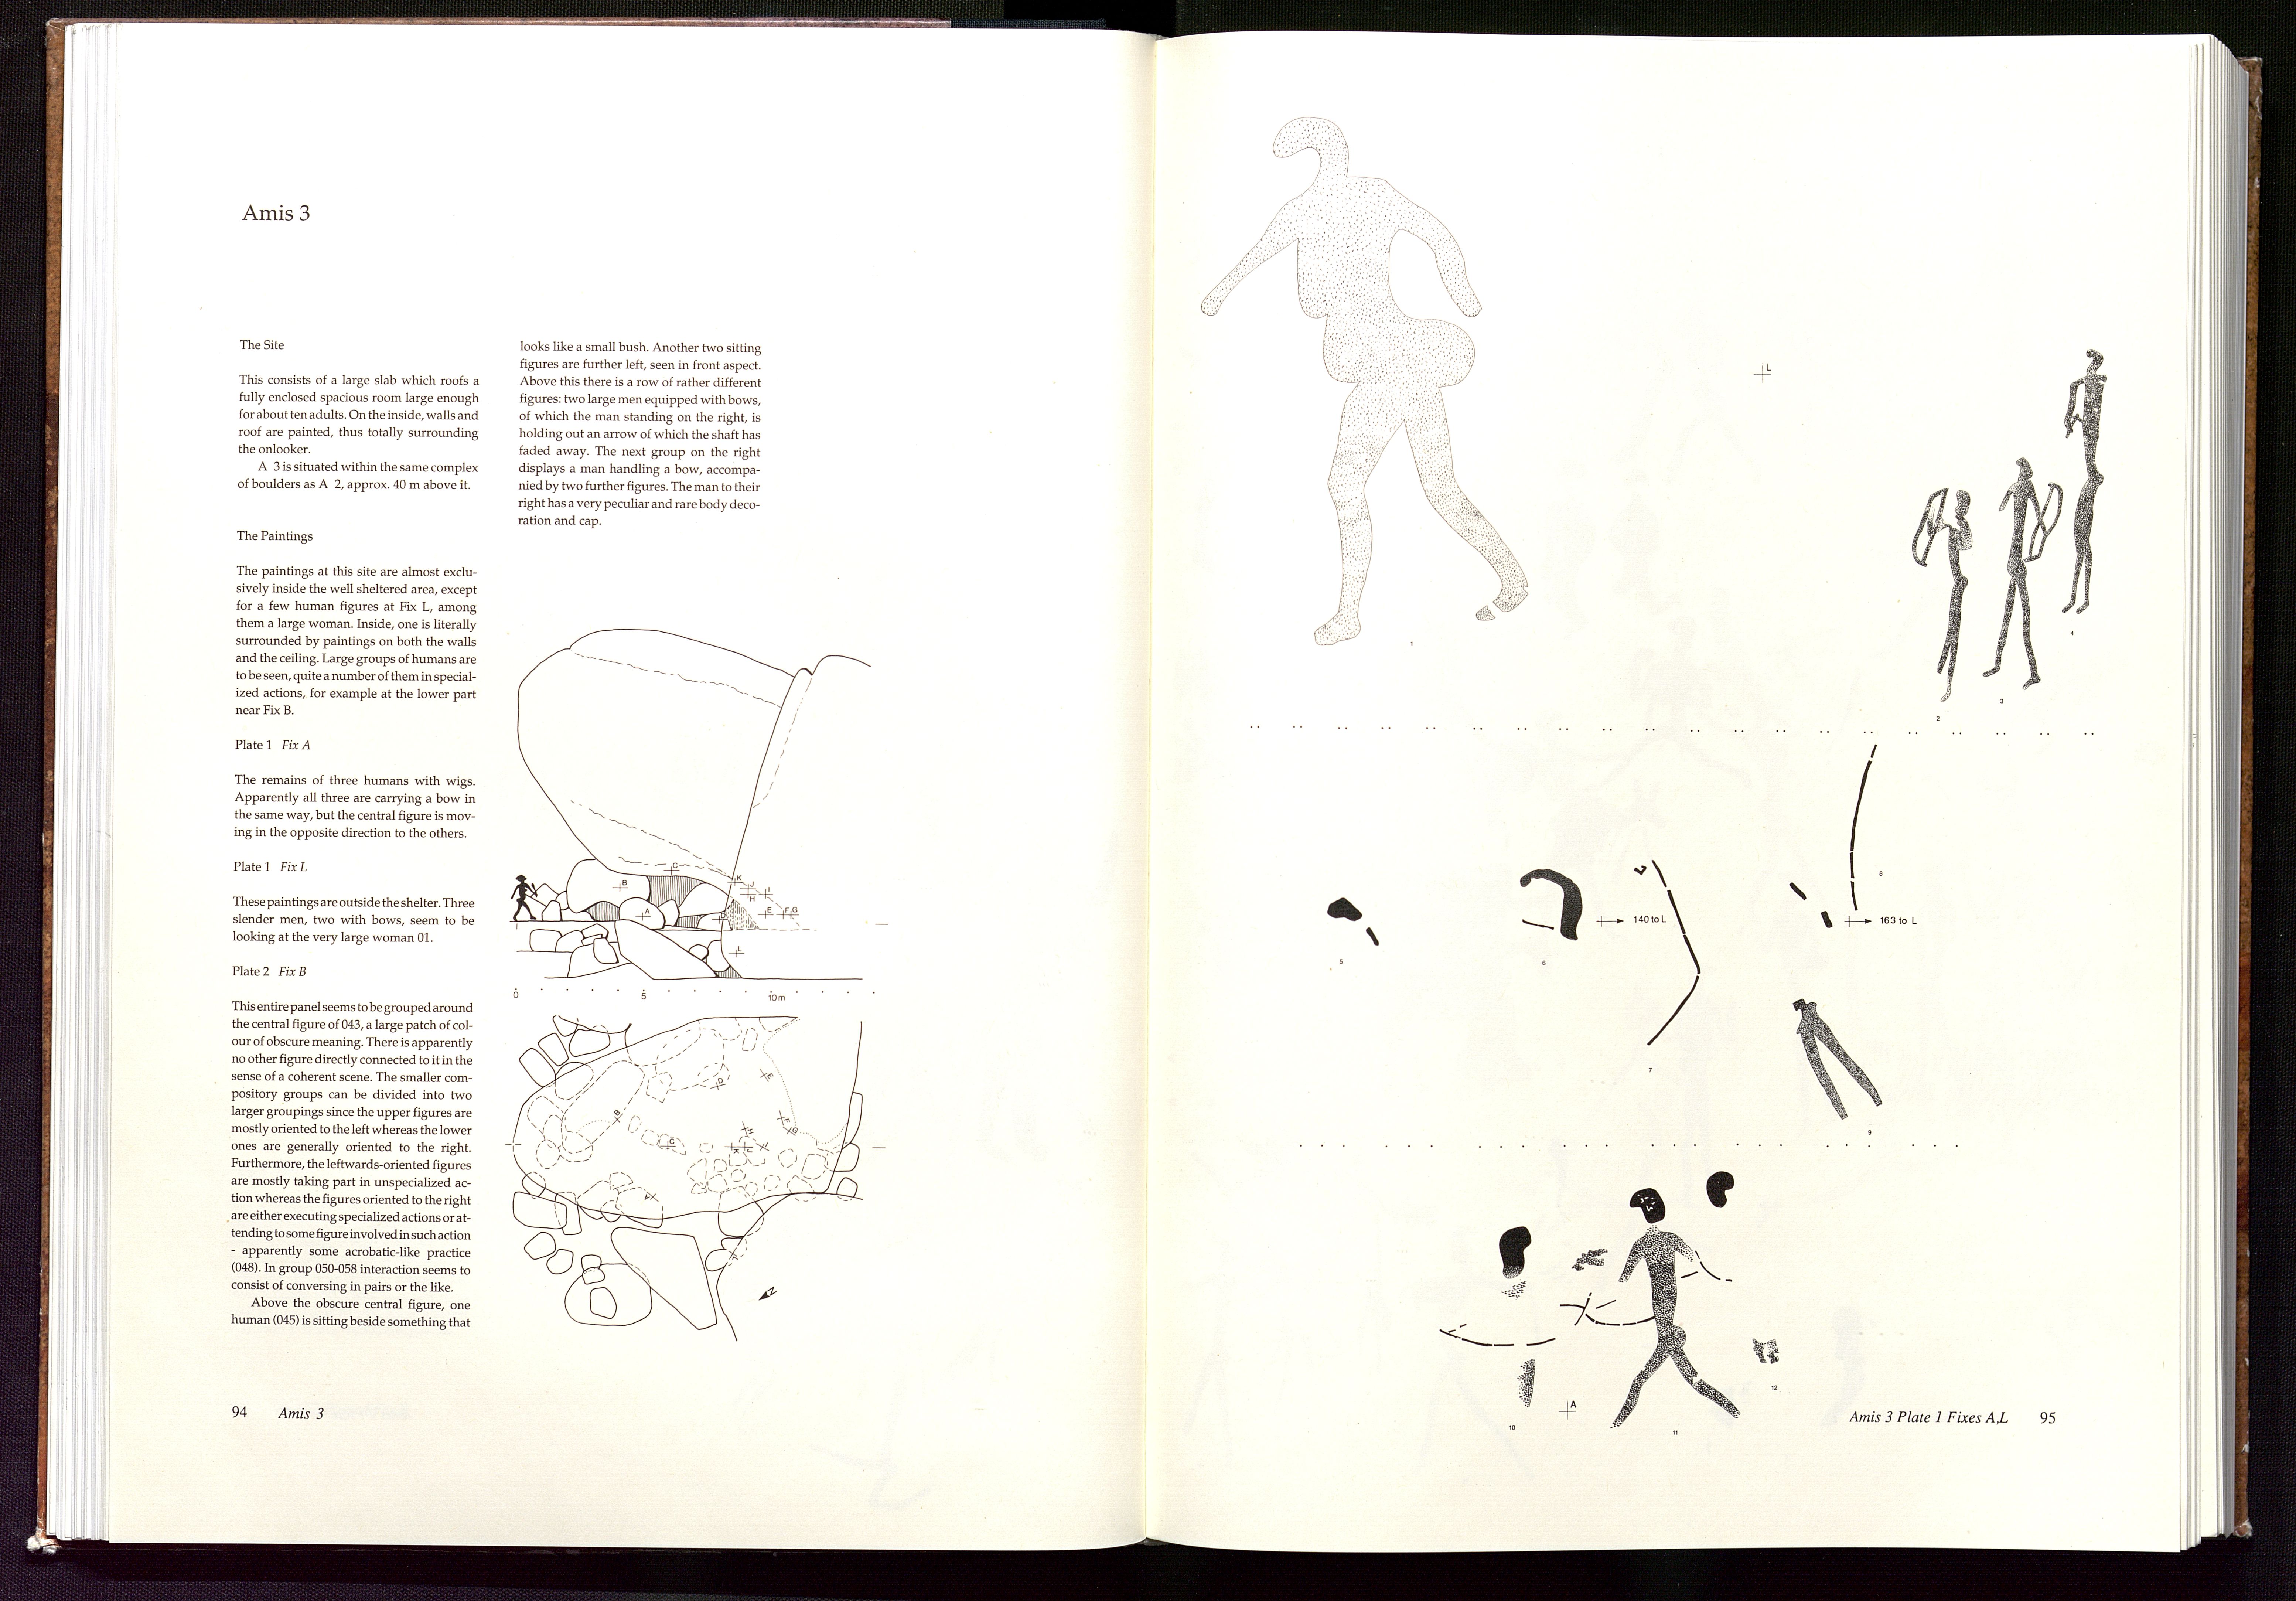 Amis 3
The Site
This consists of a large slab which roofs a
fully enclosed spacious room large enough
for about ten adults. On the inside, walls and
roof are painted, thus totally surrounding
the onlooker.
A 3 is situated within the same complex
of boulders as A 2, approx. 40 m above it.
The Paintings
The paintings at this site are almost exclu-
sively inside the well sheltered area, except
for a few human figures at Fix L, among
them a large woman. Inside, one is literally
surrounded by paintings on both the walls
and the ceiling. Large groups of humans are
to be seen, quite a number of them in special-
ized actions, for example at the lower part
near Fix B.
Plate 1 Fix A
The remains of three humans with wigs.
Apparently all three are carrying a bow in
the same way, but the central figure is mov-
ing in the opposite direction to the others.
Plate 1 Fix L
These paintings are outside the shelter. Three
slender men, two with bows, seem to be
looking at the very large woman 01.
Plate 2 Fix B
This entire panel seems to be grouped around
the central figure of 043, a large patch of col-
our of obscure meaning. There is apparently
no other figure directly connected to it in the
sense of a coherent scene. The smaller com-
pository groups can be divided into two
larger groupings since the upper figures are
mostly oriented to the left whereas the lower
ones are generally oriented to the right.
Furthermore, the leftwards-oriented figures
are mostly taking part in unspecialized ac-
tion whereas the figures oriented to the right
are either executing specialized actions or at-
tending to some figure involved in such action
- apparently some acrobatic-like practice
(048). In group 050-058 interaction seems to
consist of conversing in pairs or the like.
Above the obscure central figure, one
human (045) is sitting beside something that
looks like a small bush. Another two sitting
figures are further left, seen in front aspect.
Above this there is a row of rather different
figures: two large men equipped with bows,
of which the man standing on the right, is
holding out an arrow of which the shaft has
faded away. The next group on the right
displays a man handling a bow, accompa-
nied by two further figures. The man to their
right has a very peculiar and rare body deco-
ration and cap.
C
B
K
J
I
H
A
D
E
F G
L
0 5 10 m
D
E
B
F
G
C
H
A
N
94 Amis 3
L
1
4
3
2
8
140 to L
163 to L
5
6
7
9
12
A
10
11
Amis 3 Plate 1 Fixes A,L 95